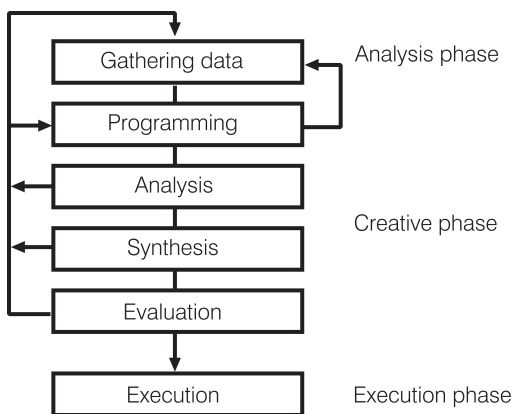 Gathering data
Analysis phase
Programming
Analysis
Creative phase
Synthesis
Evaluation
Execution
Execution phase